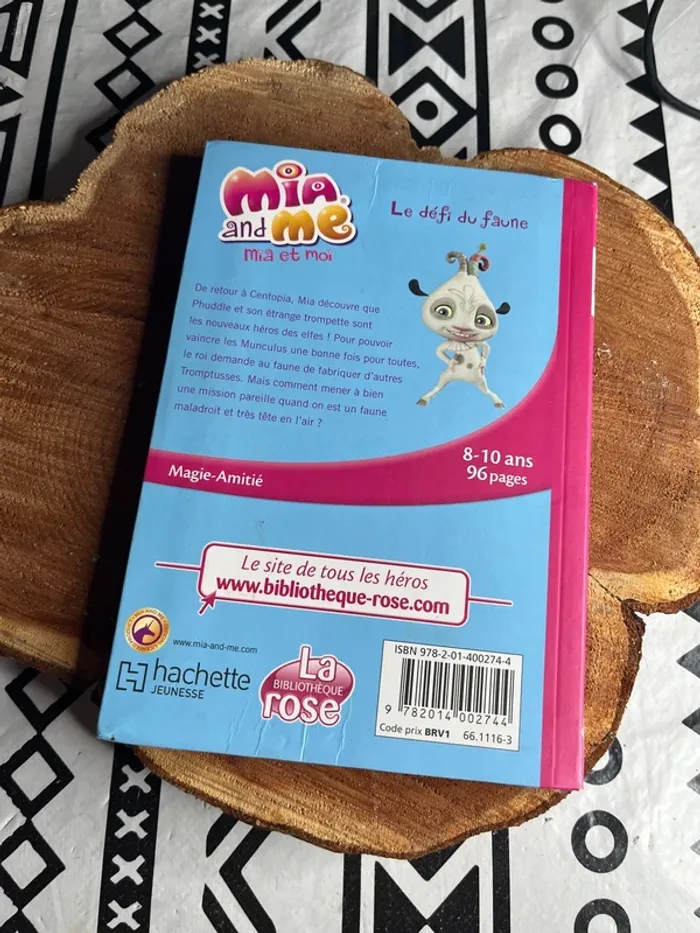 mia
and me
mia et moi
Le défi du faune
De retour à Centopia, Mia découvre que
Phuddle et son étrange trompette sont
les nouveaux héros des elfes ! Pour pouvoir
vaincre les Munculus une bonne fois pour toutes,
le roi demande au faune de fabriquer d'autres
Tromptusses. Mais comment mener à bien
une mission pareille quand on est un faune
maladroit et très tête en l'air ?
8-10 ans
96 pages
Magie-Amitié
Le site de tous les héros
www.bibliotheque-rose.com
www.mia-and-me.com
hachette
JEUNESSE
La
BIBLIOTHÈQUE
rose
ISBN 978-2-01-400274-4
9 782014 002744
Code prix BRV1 66.1116-3